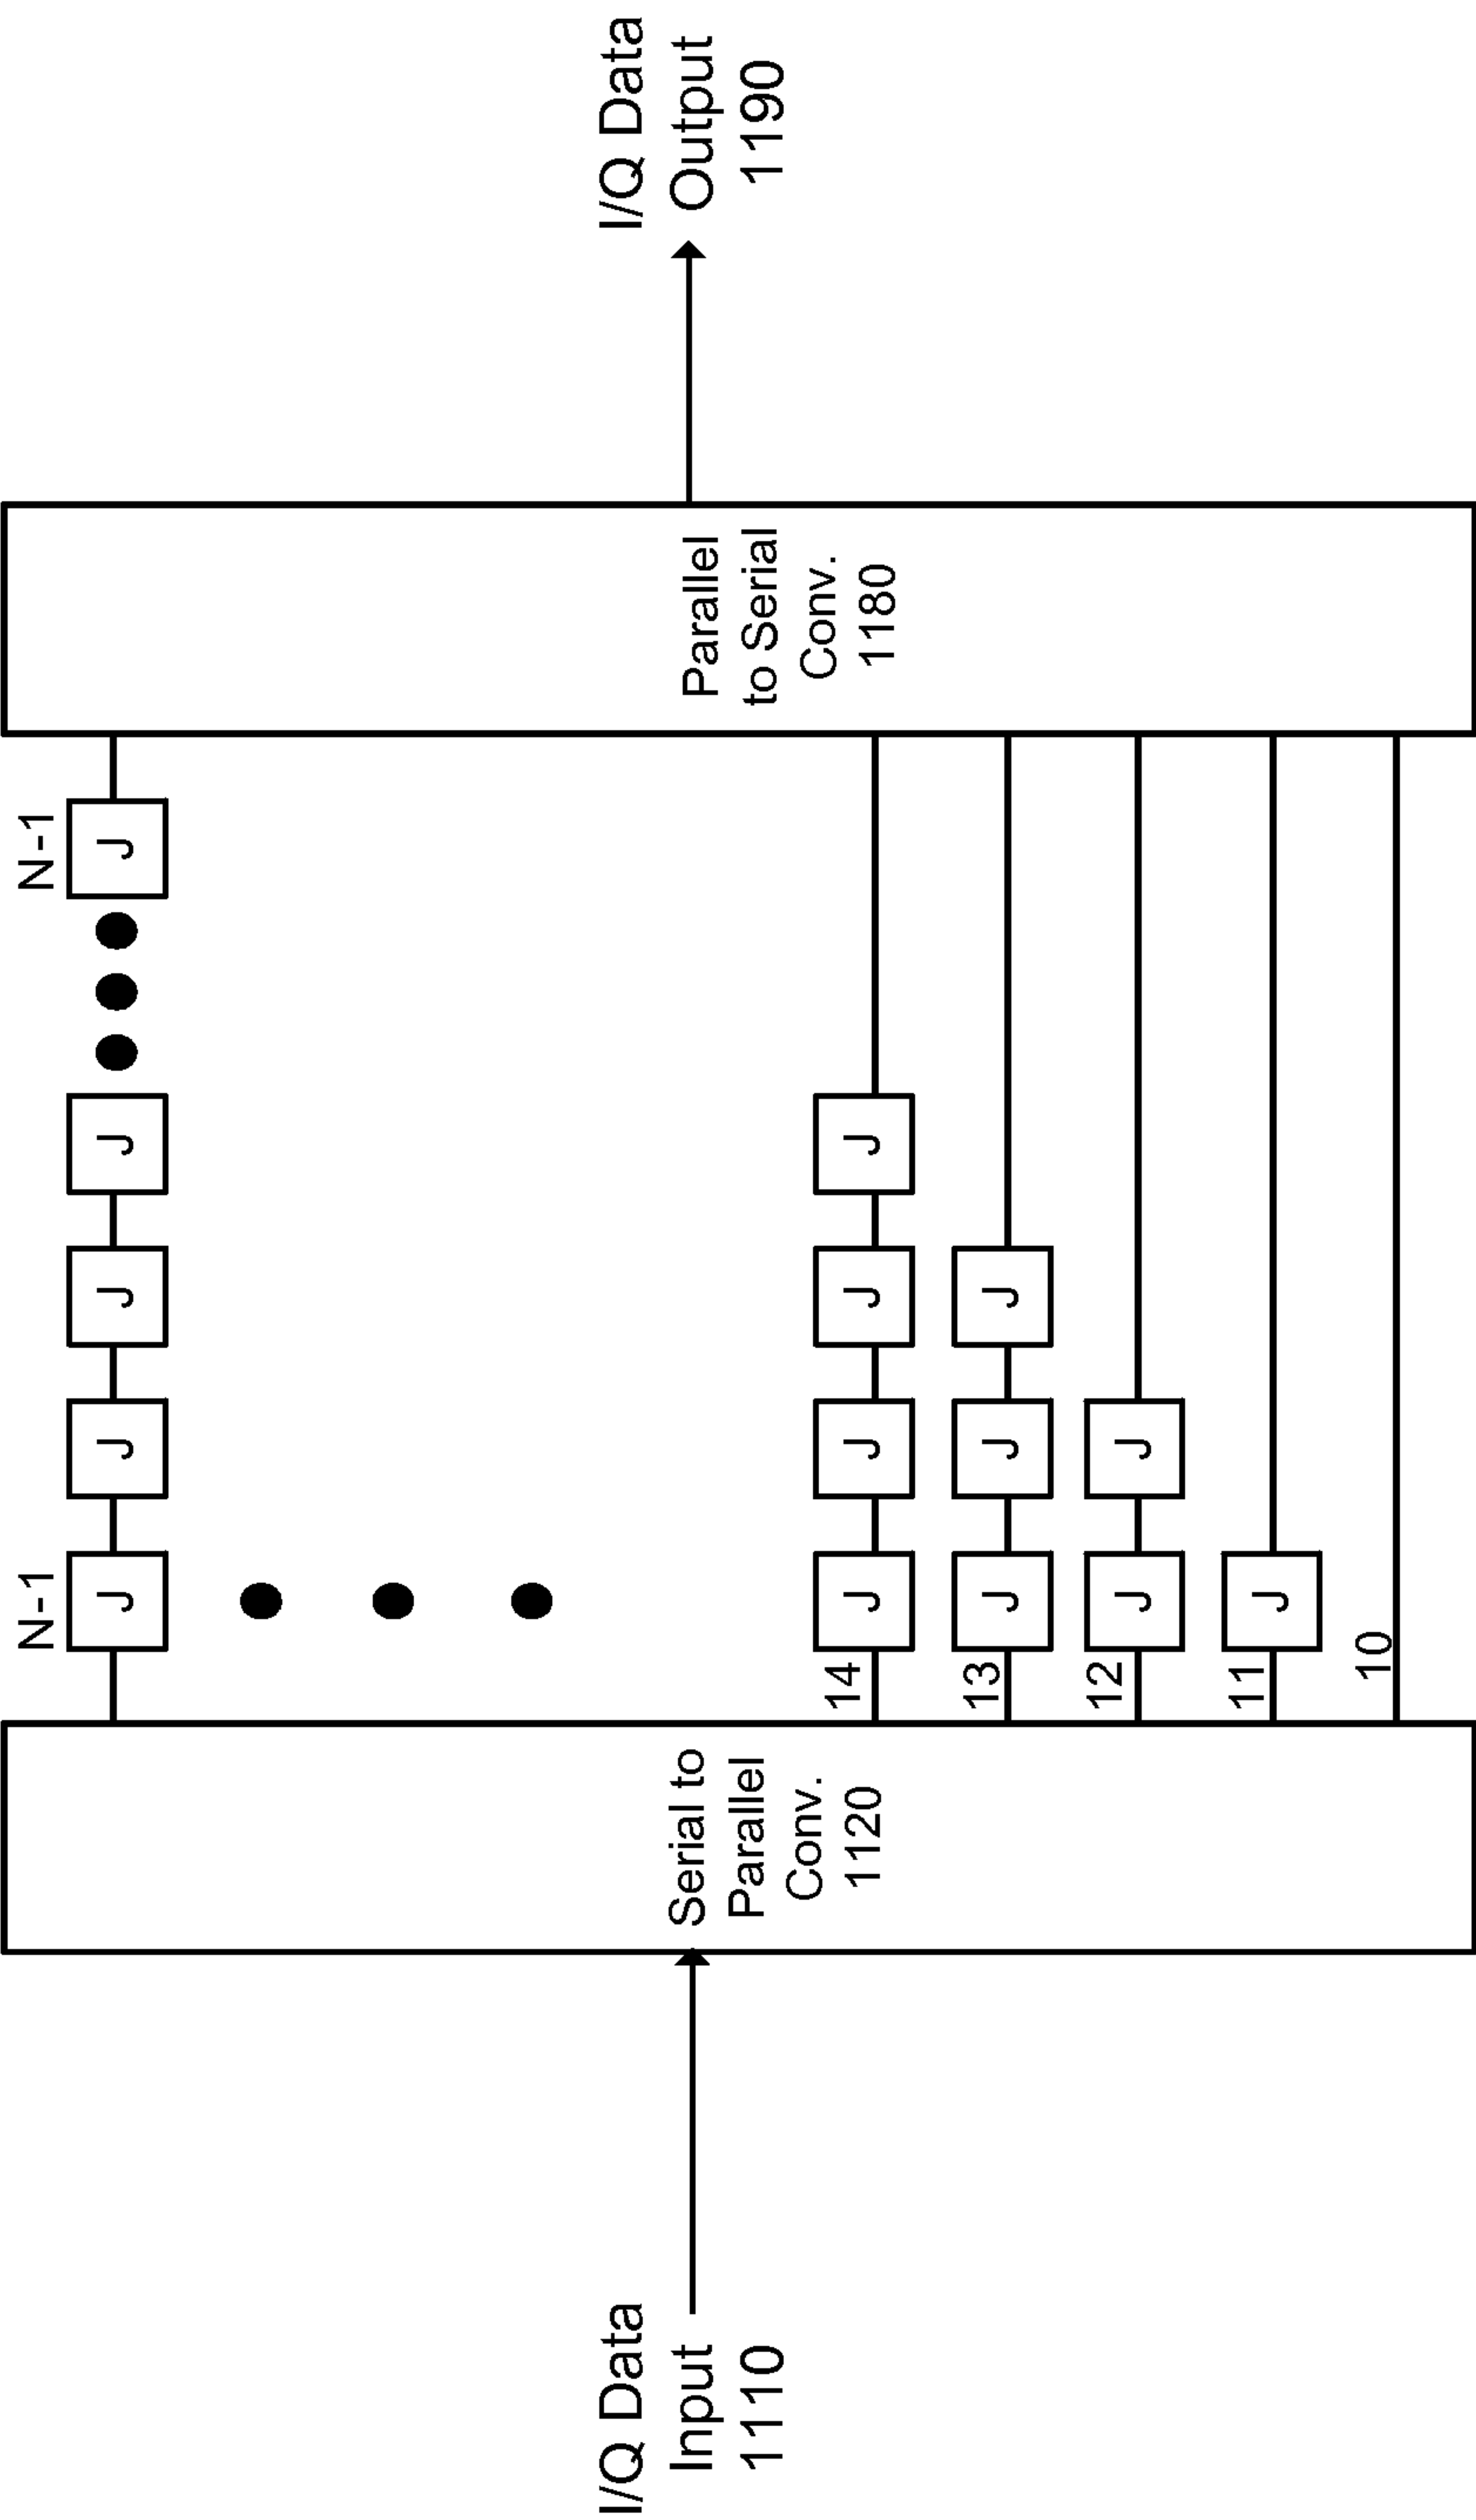 N-1
N-1
J
J
J
J
J
I/Q Data
Input
1110
Serial to
Parallel
Conv.
1120
14
J
J
J
J
13
J
J
J
12
J
J
11
J
10
Parallel
to Serial
Conv.
1180
I/Q Data
Output
1190